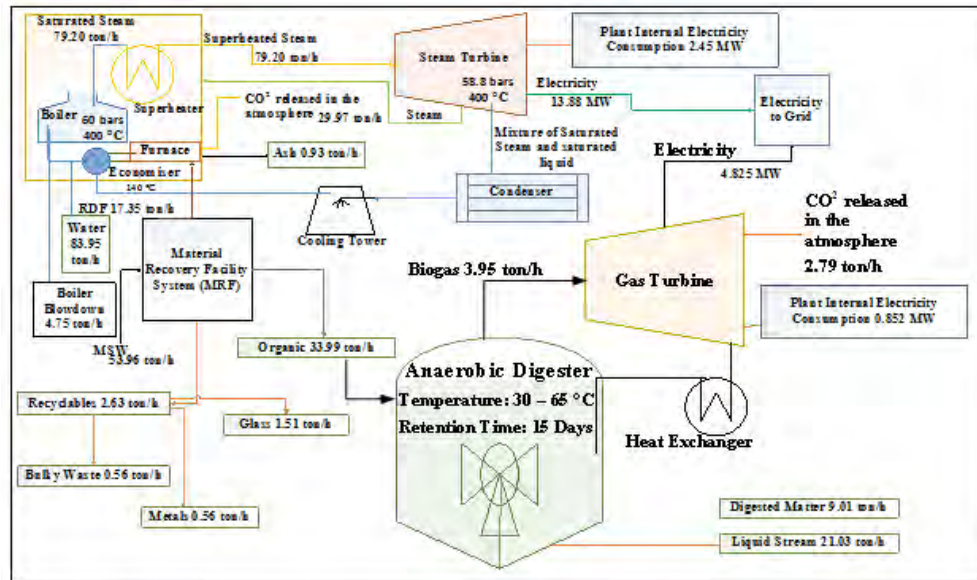 Saturated Steam
79.20 ton/h
Superheated Steam
79.20 ton/h
Boiler
60 bars
400 °C
Superheater
Furnace
Economiser
140 °C
CO² released in the
atmosphere 29.97 ton/h
Ash 0.93 ton/h
Steam
Steam Turbine
58.8 bars
400 °C
Plant Internal Electricity
Consumption 2.45 MW
Electricity
13.88 MW
Electricity
to Grid
Mixture of Saturated
Steam and saturated
liquid
Condenser
Cooling Tower
Electricity
4.825 MW
RDF 17.35 ton/h
Water
83.95
ton/h
Boiler
Blowdown
4.75 ton/h
Material
Recovery Facility
System (MRF)
MSW
53.96 ton/h
Biogas 3.95 ton/h
Gas Turbine
CO² released
in the
atmosphere
2.79 ton/h
Plant Internal Electricity
Consumption 0.852 MW
Organic 33.99 ton/h
Anaerobic Digester
Temperature: 30 – 65 °C
Retention Time: 15 Days
Heat Exchanger
Recyclables 2.63 ton/h
Glass 1.51 ton/h
Bulky Waste 0.56 ton/h
Metals 0.56 ton/h
Digested Matter 9.01 ton/h
Liquid Stream 21.03 ton/h